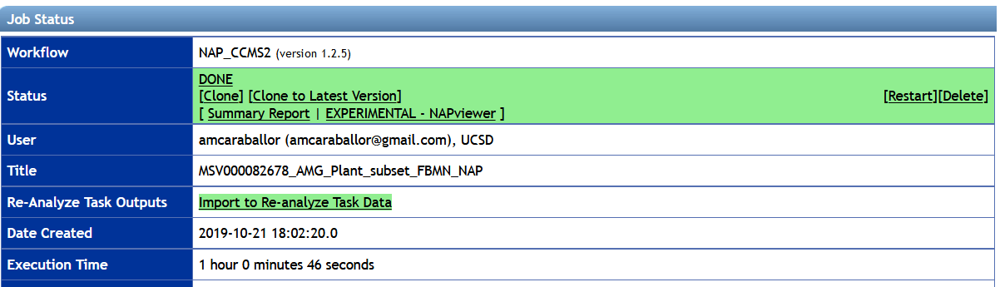 Job Status
Workflow NAP_CCMS2 (version 1.2.5)
DONE
Status [Clone] [Clone to Latest Version] [Restart][Delete]
[ Summary Report | EXPERIMENTAL - NAPviewer ]
User amcaraballor (amcaraballor@gmail.com), UCSD
Title MSV000082678_AMG_Plant_subset_FBMN_NAP
Re-Analyze Task Outputs Import to Re-analyze Task Data
Date Created 2019-10-21 18:02:20.0
Execution Time 1 hour 0 minutes 46 seconds